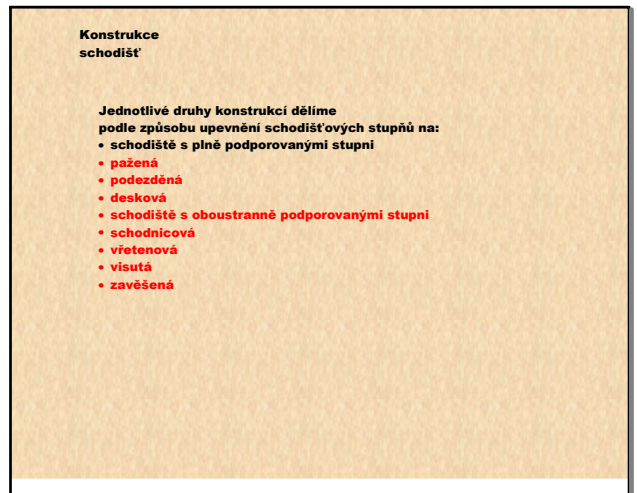 Konstrukce
schodišť
Jednotlivé druhy konstrukcí dělíme
podle způsobu upevnění schodišťových stupňů na:
• schodiště s plně podporovanými stupni
• pažená
• podezděná
• desková
• schodiště s oboustranně podporovanými stupni
• schodnicová
• vřetenová
• visutá
• zavěšená